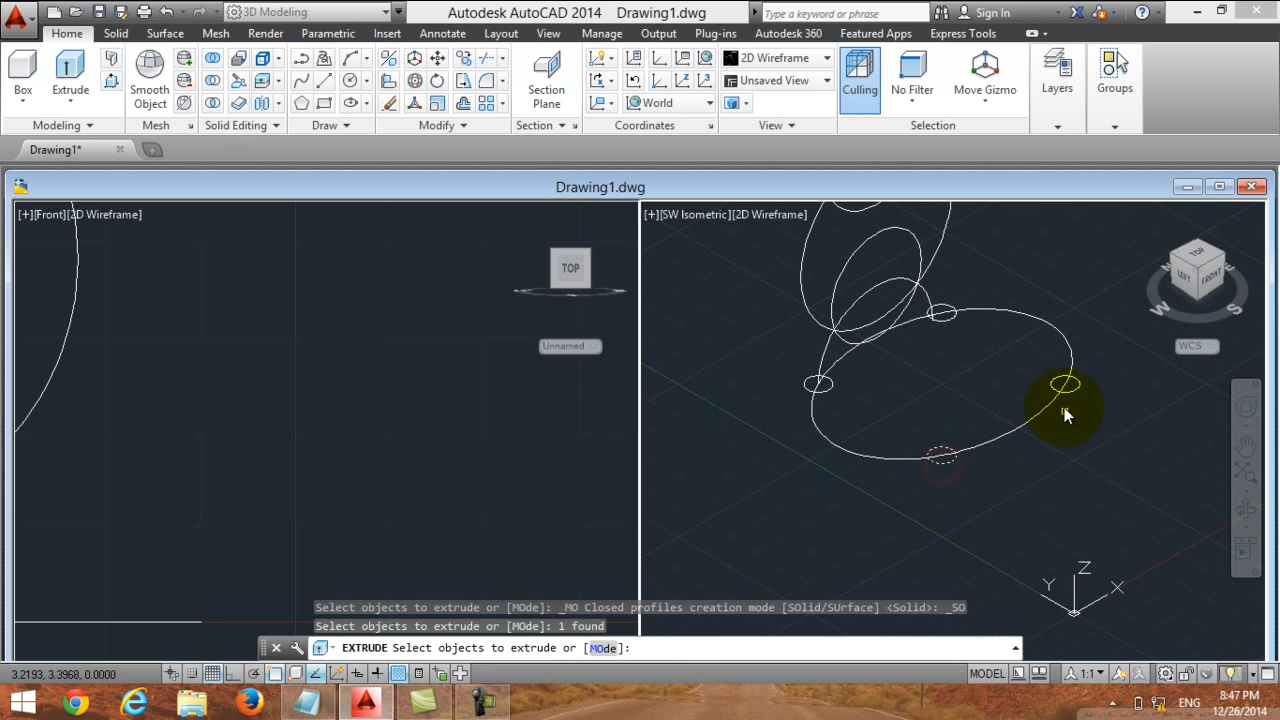 3D Modeling
Autodesk AutoCAD 2014 Drawing1.dwg
Type a keyword or phrase
Sign In
Home Solid Surface Mesh Render Parametric Insert Annotate Layout View Manage Output Plug-ins Autodesk 360 Featured Apps Express Tools
2D Wireframe
Unsaved View
World
Box
Extrude
Smooth
Object
Section
Plane
Culling
No Filter
Move Gizmo
Layers
Groups
Modeling
Mesh
Solid Editing
Draw
Modify
Section
Coordinates
View
Selection
Drawing1*
Drawing1.dwg
[+][Front][2D Wireframe]
TOP
Unnamed
[+][SW Isometric][2D Wireframe]
TOP
LEFT
FRONT
N
E
W
S
WCS
Z
Y
X
Select objects to extrude or [MOde]: _MO Closed profiles creation mode [SOlid/SUrface] <Solid>: _SO
Select objects to extrude or [MOde]: 1 found
EXTRUDE Select objects to extrude or [MOde]:
3.2193, 3.3968, 0.0000
MODEL
1:1
ENG
8:47 PM
12/26/2014